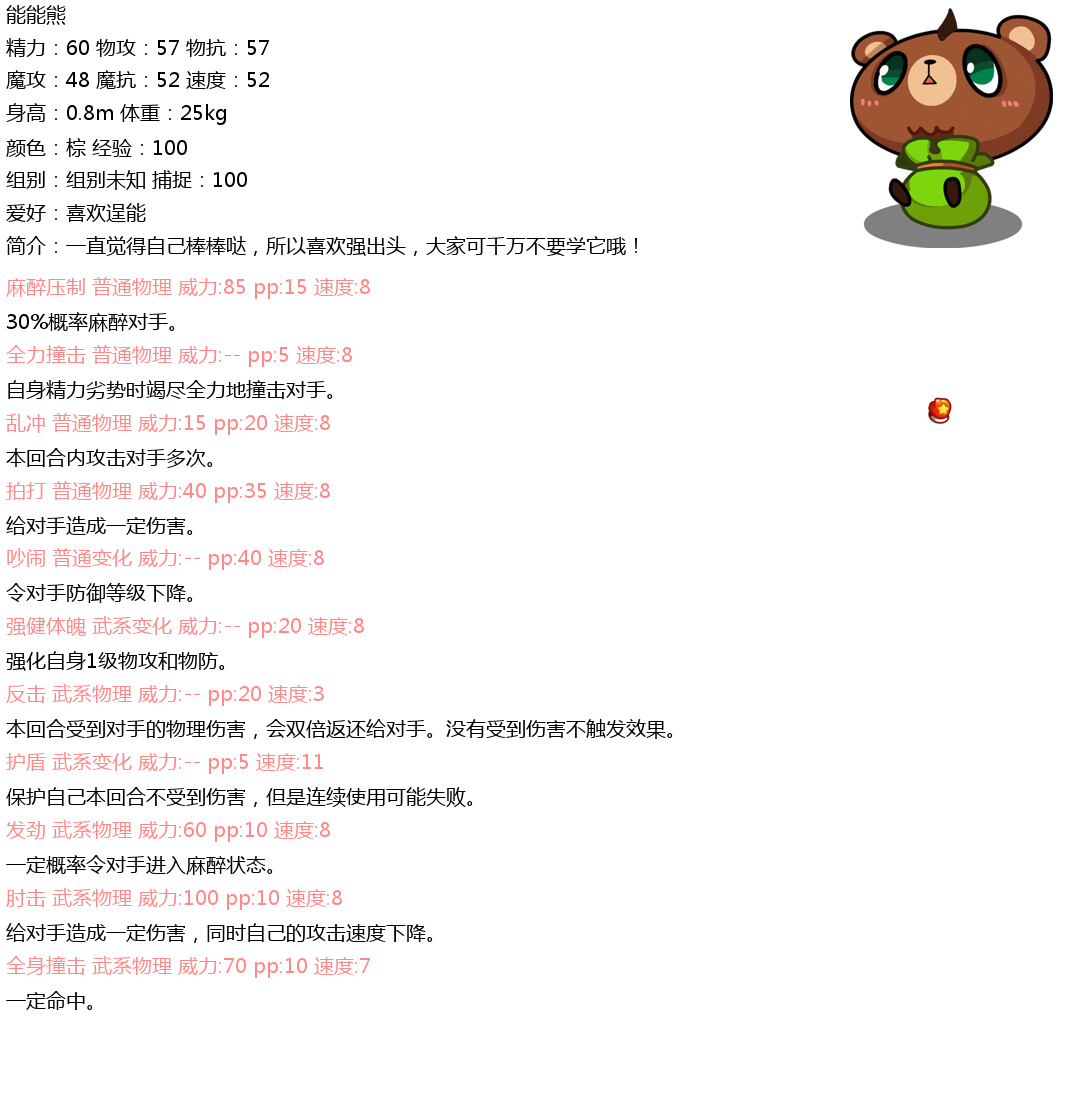 能能熊
精力：60 物攻：57 物抗：57
魔攻：48 魔抗：52 速度：52
身高：0.8m 体重：25kg
颜色：棕 经验：100
组别：组别未知 捕捉：100
爱好：喜欢逞能
简介：一直觉得自己棒棒哒，所以喜欢强出头，大家可千万不要学它哦！
麻醉压制 普通物理 威力:85 pp:15 速度:8
30%概率麻醉对手。
全力撞击 普通物理 威力:-- pp:5 速度:8
自身精力劣势时竭尽全力地撞击对手。
乱冲 普通物理 威力:15 pp:20 速度:8
本回合内攻击对手多次。
拍打 普通物理 威力:40 pp:35 速度:8
给对手造成一定伤害。
吵闹 普通变化 威力:-- pp:40 速度:8
令对手防御等级下降。
强健体魄 武系变化 威力:-- pp:20 速度:8
强化自身1级物攻和物防。
反击 武系物理 威力:-- pp:20 速度:3
本回合受到对手的物理伤害，会双倍返还给对手。没有受到伤害不触发效果。
护盾 武系变化 威力:-- pp:5 速度:11
保护自己本回合不受到伤害，但是连续使用可能失败。
发劲 武系物理 威力:60 pp:10 速度:8
一定概率令对手进入麻醉状态。
肘击 武系物理 威力:100 pp:10 速度:8
给对手造成一定伤害，同时自己的攻击速度下降。
全身撞击 武系物理 威力:70 pp:10 速度:7
一定命中。